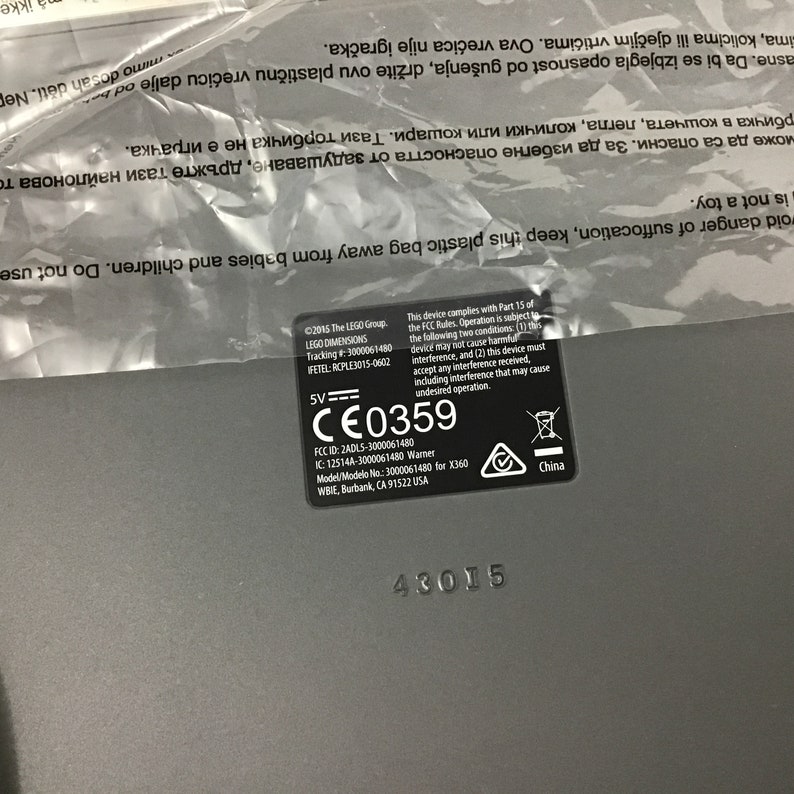 må ikke
Nepoužívejte
asne. Da bi se izbjegla opasnost od gušenja, držite ovu plastičnu vrećicu dalje od
ima, kolicima ili dječjim vrtićima. Ova vrećica nije igračka.
може да са опасни. За да избегне опасността от задушаване, дръжте тази найлонова
рбичка в кошчета, легла, колички или кошари. Тази торбичка не е играчка.
void danger of suffocation, keep this plastic bag away from babies and children. Do not use
is not a toy.
©2015 The LEGO Group.
LEGO DIMENSIONS
Tracking #: 3000061480
IFETEL: RCPLE3015-0602
This device complies with Part 15 of
the FCC Rules. Operation is subject to
the following two conditions: (1) this
device may not cause harmful
interference, and (2) this device must
accept any interference received,
including interference that may cause
undesired operation.
5V
CE0359
FCC ID: 2ADL5-3000061480
IC: 12514A-3000061480 Warner
Model/Modelo No.: 3000061480 for X360
WBIE, Burbank, CA 91522 USA
China
43015